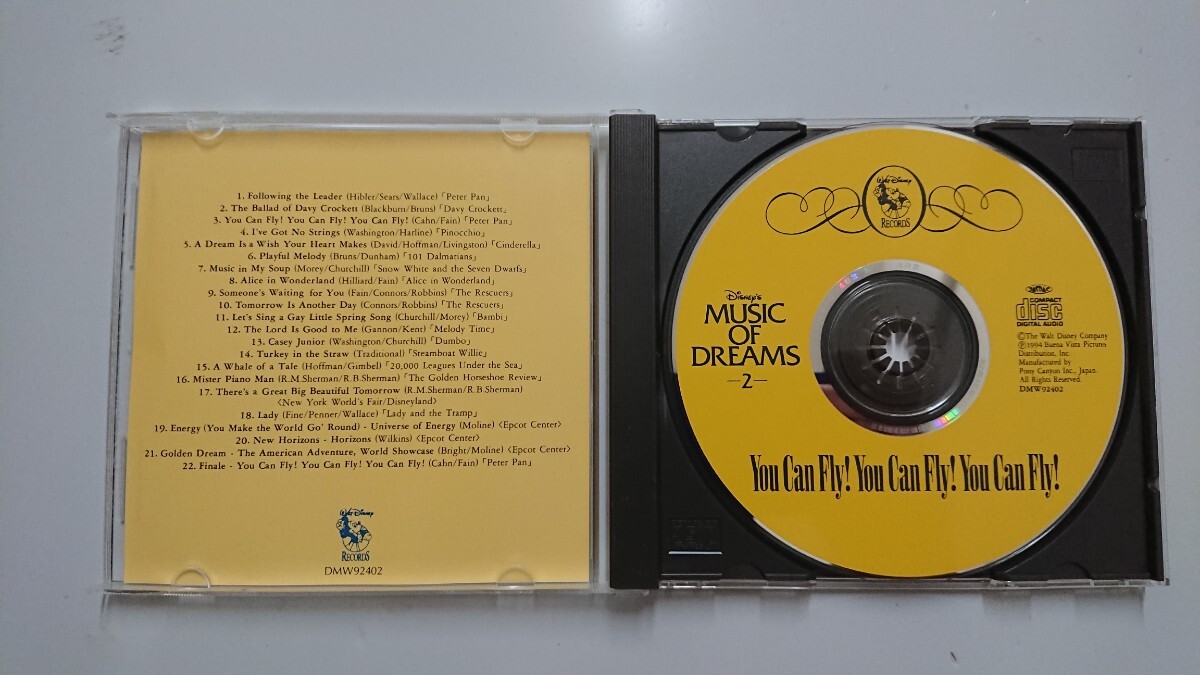 1. Following the Leader (Hibler/Sears/Wallace)「Peter Pan」
2. The Ballad of Davy Crockett (Blackburn/Bruns)「Davy Crockett」
3. You Can Fly! You Can Fly! You Can Fly! (Cahn/Fain)「Peter Pan」
4. I've Got No Strings (Washington/Harline)「Pinocchio」
5. A Dream Is a Wish Your Heart Makes (David/Hoffman/Livingston)「Cinderella」
6. Playful Melody (Bruns/Dunham)「101 Dalmatians」
7. Music in My Soup (Morey/Churchill)「Snow White and the Seven Dwarfs」
8. Alice in Wonderland (Hilliard/Fain)「Alice in Wonderland」
9. Someone's Waiting for You (Fain/Connors/Robbins)「The Rescuers」
10. Tomorrow Is Another Day (Connors/Robbins)「The Rescuers」
11. Let's Sing a Gay Little Spring Song (Churchill/Morey)「Bambi」
12. The Lord Is Good to Me (Gannon/Kent)「Melody Time」
13. Casey Junior (Washington/Churchill)「Dumbo」
14. Turkey in the Straw (Traditional)「Steamboat Willie」
15. A Whale of a Tale (Hoffman/Gimbel)「20,000 Leagues Under the Sea」
16. Mister Piano Man (R.M.Sherman/R.B.Sherman)「The Golden Horseshoe Review」
17. There's a Great Big Beautiful Tomorrow (R.M.Sherman/R.B.Sherman)
<New York World's Fair/Disneyland>
18. Lady (Fine/Penner/Wallace)「Lady and the Tramp」
19. Energy (You Make the World Go' Round) - Universe of Energy (Moline) <Epcot Center>
20. New Horizons - Horizons (Wilkins) <Epcot Center>
21. Golden Dream - The American Adventure, World Showcase (Bright/Moline) <Epcot Center>
22. Finale - You Can Fly! You Can Fly! You Can Fly! (Cahn/Fain)「Peter Pan」
Walt Disney
RECORDS
DMW92402
Walt Disney
RECORDS
Disney's
MUSIC
OF
DREAMS
-2-
COMPACT
disc
DIGITAL AUDIO
©The Walt Disney Company
Ⓟ1994 Buena Vista Pictures
Distribution, Inc.
Manufactured by
Pony Canyon Inc., Japan.
All Rights Reserved.
DMW92402
You Can Fly! You Can Fly! You Can Fly!